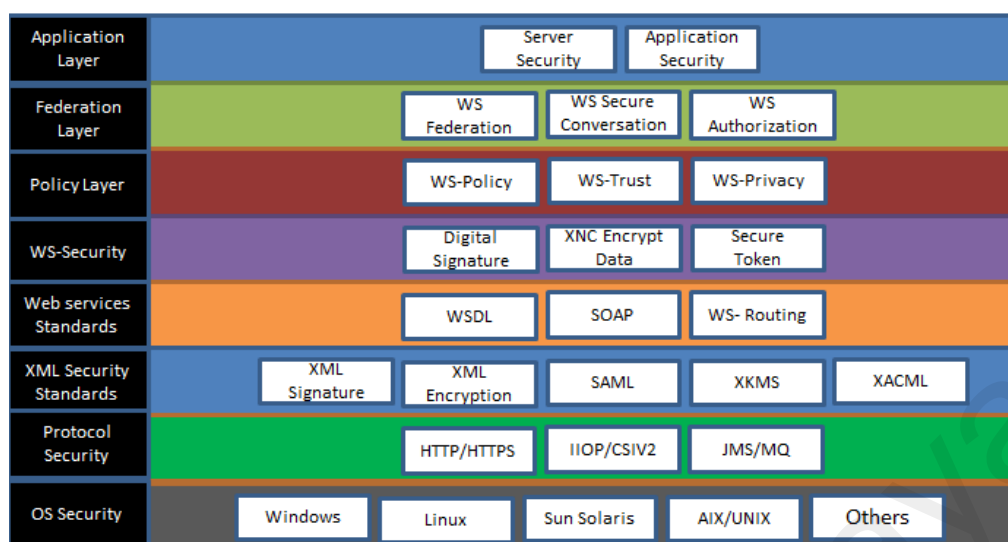 Application
Layer
Server
Security
Application
Security
Federation
Layer
WS
Federation
WS Secure
Conversation
WS
Authorization
Policy Layer
WS-Policy
WS-Trust
WS-Privacy
WS-Security
Digital
Signature
XNC Encrypt
Data
Secure
Token
Web services
Standards
WSDL
SOAP
WS- Routing
XML Security
Standards
XML
Signature
XML
Encryption
SAML
XKMS
XACML
Protocol
Security
HTTP/HTTPS
IIOP/CSIV2
JMS/MQ
OS Security
Windows
Linux
Sun Solaris
AIX/UNIX
Others